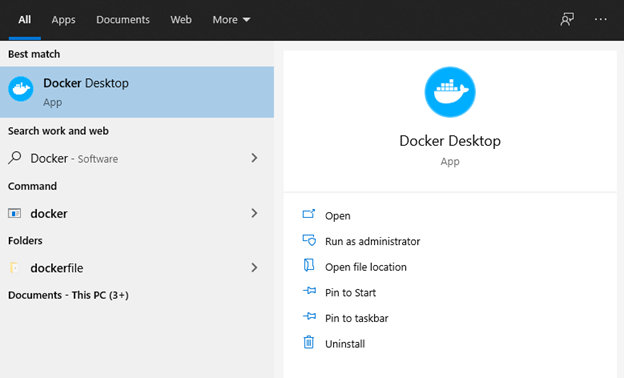 All Apps Documents Web More
Best match
Docker Desktop
App
Search work and web
Docker - Software
Command
docker
Folders
dockerfile
Documents - This PC (3+)
Docker Desktop
App
Open
Run as administrator
Open file location
Pin to Start
Pin to taskbar
Uninstall